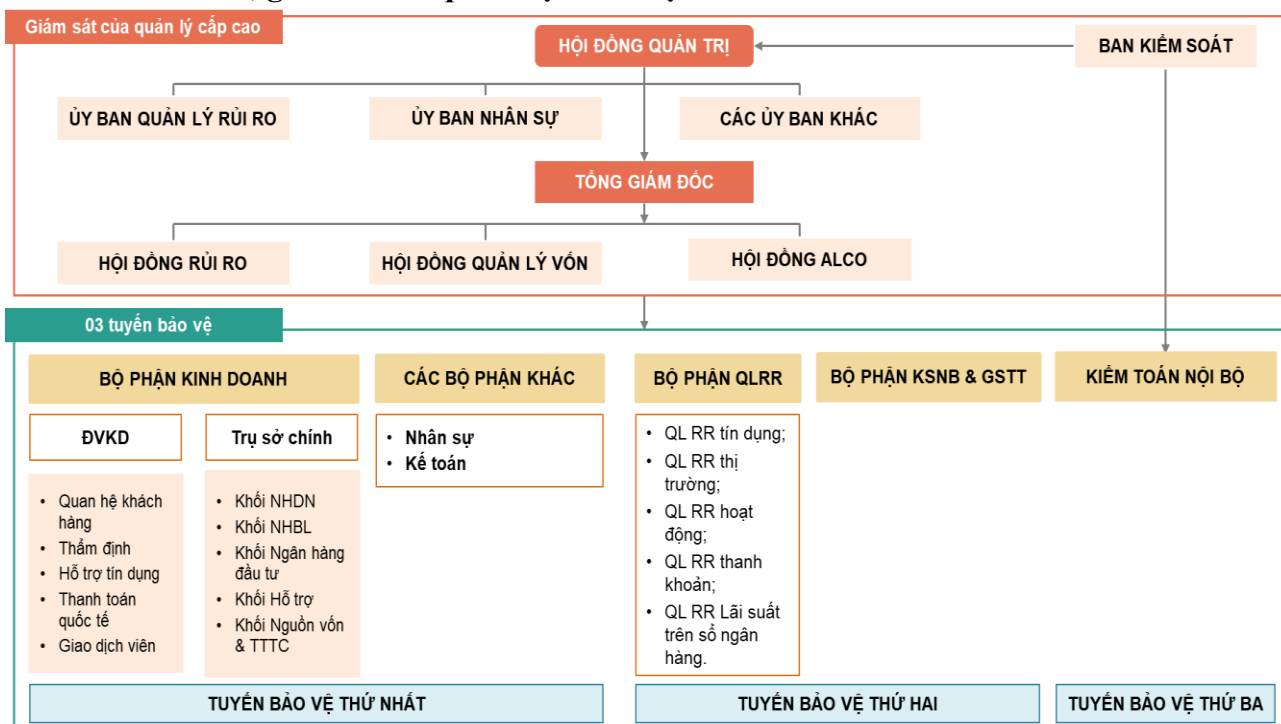 Giám sát của quản lý cấp cao
HỘI ĐỒNG QUẢN TRỊ
BAN KIỂM SOÁT
ỦY BAN QUẢN LÝ RỦI RO
ỦY BAN NHÂN SỰ
CÁC ỦY BAN KHÁC
TỔNG GIÁM ĐỐC
HỘI ĐỒNG RỦI RO
HỘI ĐỒNG QUẢN LÝ VỐN
HỘI ĐỒNG ALCO
03 tuyến bảo vệ
BỘ PHẬN KINH DOANH
CÁC BỘ PHẬN KHÁC
BỘ PHẬN QLRR
BỘ PHẬN KSNB & GSTT
KIỂM TOÁN NỘI BỘ
ĐVKD
• Quan hệ khách
hàng
• Thẩm định
• Hỗ trợ tín dụng
• Thanh toán
quốc tế
• Giao dịch viên
Trụ sở chính
• Khối NHDN
• Khối NHBL
• Khối Ngân hàng
đầu tư
• Khối Hỗ trợ
• Khối Nguồn vốn
& TTTC
• Nhân sự
• Kế toán
• QL RR tín dụng;
• QL RR thị
trường;
• QL RR hoạt
động;
• QL RR thanh
khoản;
• QL RR Lãi suất
trên sổ ngân
hàng.
TUYẾN BẢO VỆ THỨ NHẤT
TUYẾN BẢO VỆ THỨ HAI
TUYẾN BẢO VỆ THỨ BA